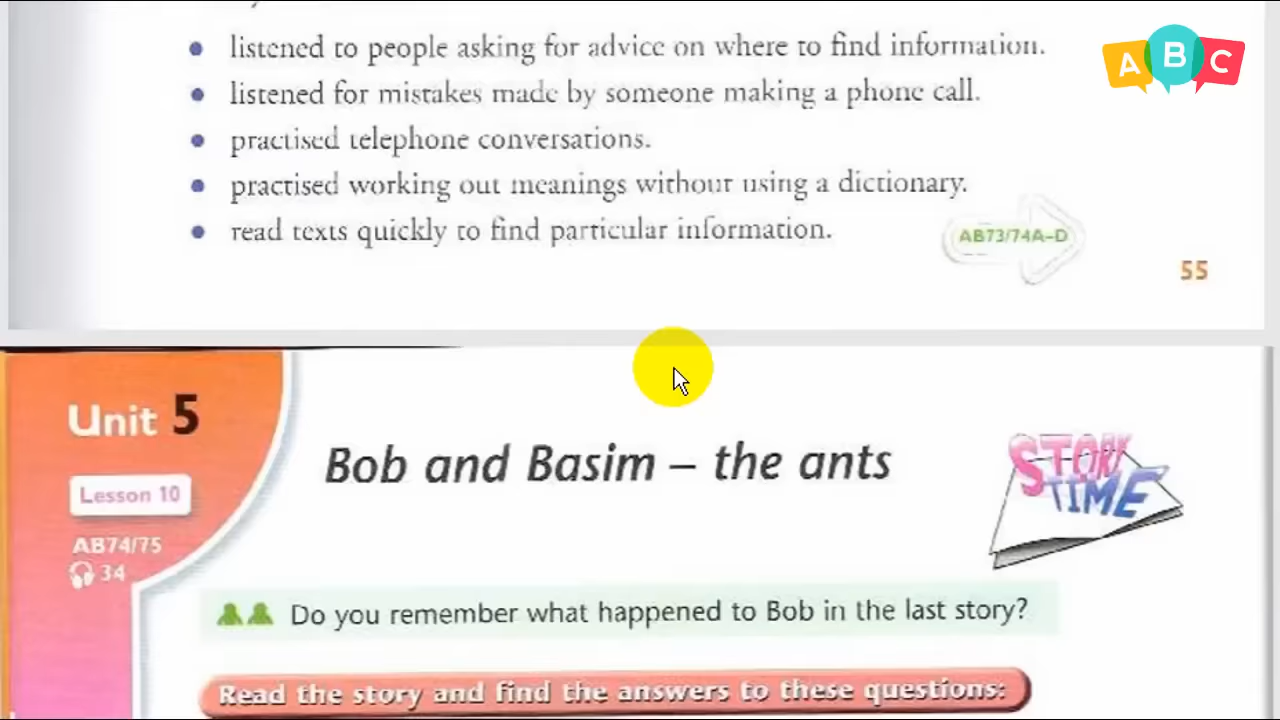 A B C
listened to people asking for advice on where to find information.
listened for mistakes made by someone making a phone call.
practised telephone conversations.
practised working out meanings without using a dictionary.
read texts quickly to find particular information.
AB73/74A–D
55
Unit 5
Lesson 10
AB74/75
34
Bob and Basim – the ants
STORY
TIME
Do you remember what happened to Bob in the last story?
Read the story and find the answers to these questions: